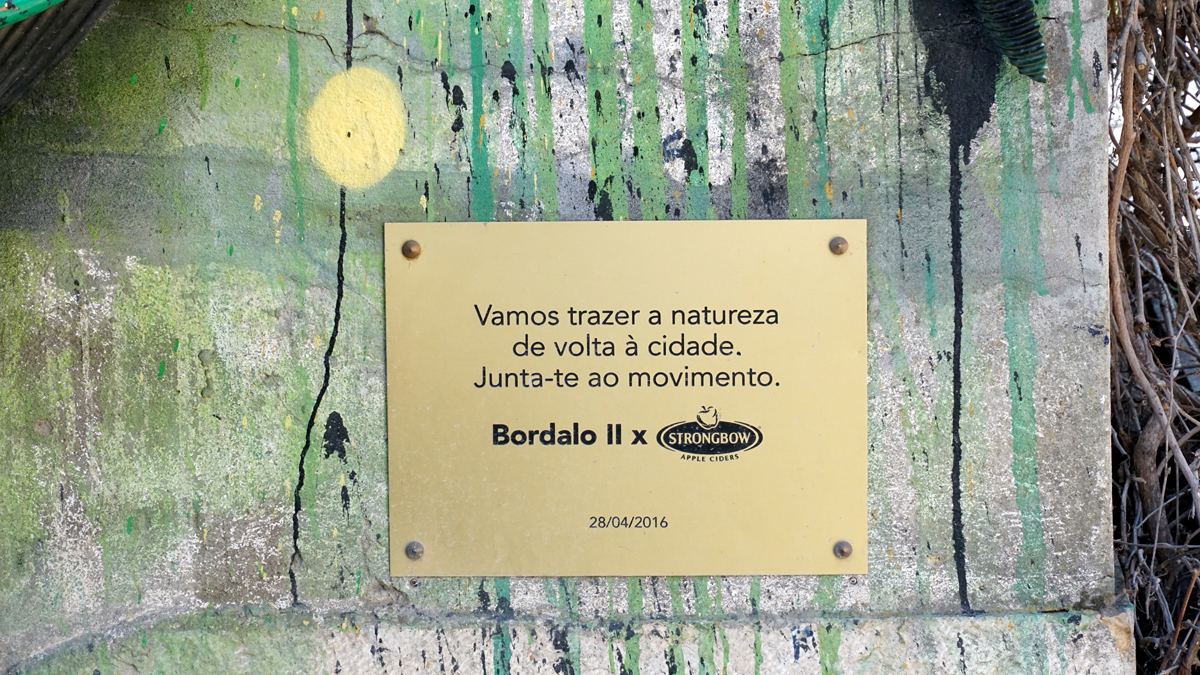 Vamos trazer a natureza
de volta à cidade.
Junta-te ao movimento.
Bordalo II x STRONGBOW
APPLE CIDERS
28/04/2016